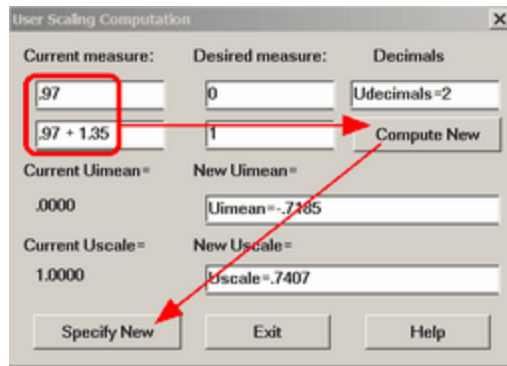 User Scaling Computation
Current measure: Desired measure: Decimals
.97 0 Udecimals=2
.97 + 1.35 1 Compute New
Current Uimean= New Uimean=
.0000 Uimean=-.7185
Current Uscale= New Uscale=
1.0000 Uscale=.7407
Specify New Exit Help